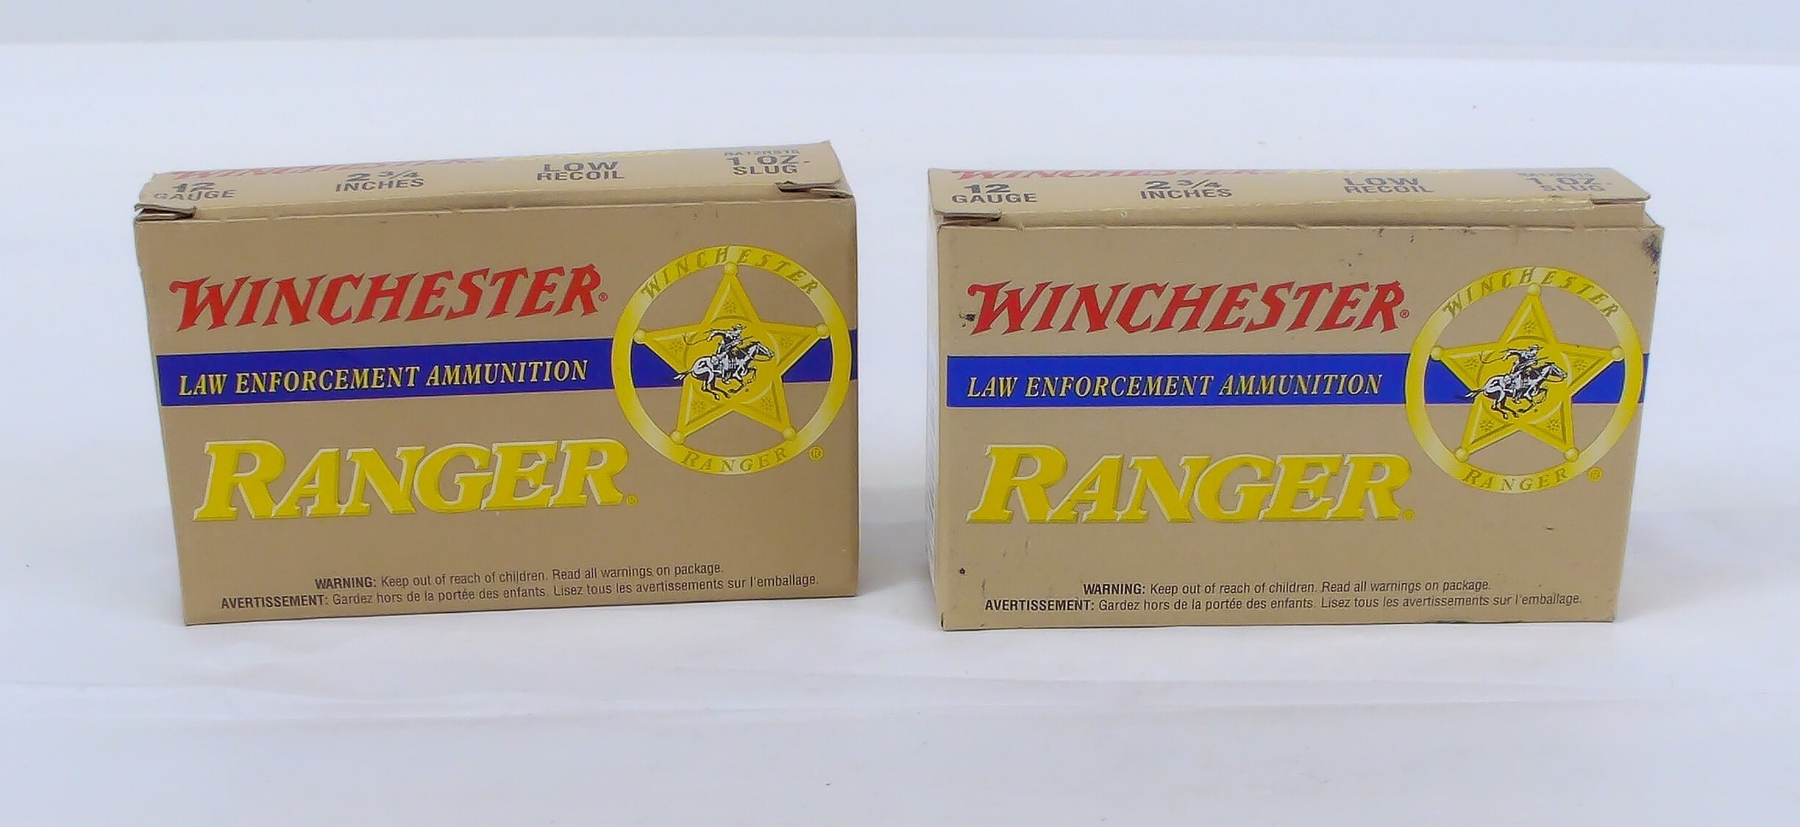 WINCHESTER
12 GAUGE
2 3/4 INCHES
LOW RECOIL
1 OZ. SLUG
WINCHESTER®
LAW ENFORCEMENT AMMUNITION
RANGER®
WINCHESTER
RANGER ®
WARNING: Keep out of reach of children. Read all warnings on package.
AVERTISSEMENT: Gardez hors de la portée des enfants. Lisez tous les avertissements sur l'emballage.
WINCHESTER
12 GAUGE
2 3/4 INCHES
LOW RECOIL
1 OZ. SLUG
WINCHESTER®
LAW ENFORCEMENT AMMUNITION
RANGER®
WINCHESTER
RANGER ®
WARNING: Keep out of reach of children. Read all warnings on package.
AVERTISSEMENT: Gardez hors de la portée des enfants. Lisez tous les avertissements sur l'emballage.